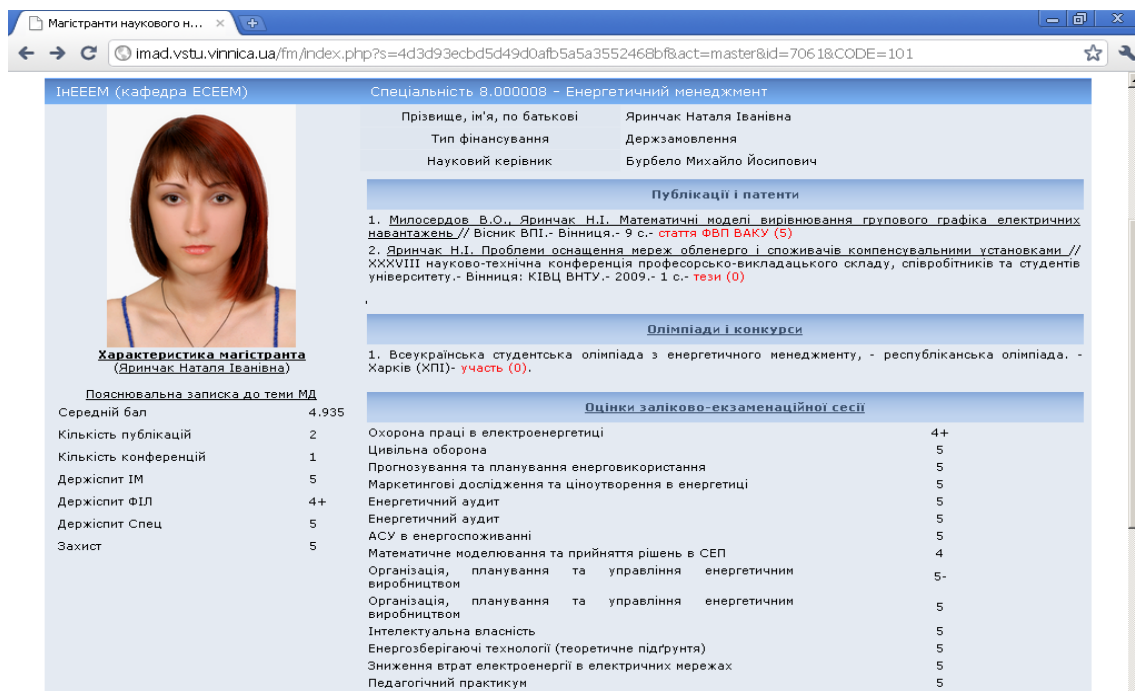 Магістранти наукового н...
imad.vstu.vinnica.ua/fm/index.php?s=4d3d93ecbd5d49d0afb5a5a3552468bf&act=master&id=7061&CODE=101
ІнЕЕЕМ (кафедра ЕСЕЕМ)
Спеціальність 8.000008 – Енергетичний менеджмент
Прізвище, ім'я, по батькові Яринчак Наталя Іванівна
Тип фінансування Держзамовлення
Науковий керівник Бурбело Михайло Йосипович
Характеристика магістранта
(Яринчак Наталя Іванівна)
Пояснювальна записка до теми МД
Середній бал 4.935
Кількість публікацій 2
Кількість конференцій 1
Держіспит ІМ 5
Держіспит ФІЛ 4+
Держіспит Спец 5
Захист 5
Публікації і патенти
1. Милосердов В.О., Яринчак Н.І. Математичні моделі вирівнювання групового графіка електричних
навантажень // Вісник ВПІ.- Вінниця.- 9 с.- стаття ФВП ВАКУ (5)
2. Яринчак Н.І. Проблеми оснащення мереж обленерго і споживачів компенсувальними установками //
XXXVIII науково-технічна конференція професорсько-викладацького складу, співробітників та студентів
університету.- Вінниця: КІВЦ ВНТУ.- 2009.- 1 с.- тези (0)
.
Олімпіади і конкурси
1. Всеукраїнська студентська олімпіада з енергетичного менеджменту, - республіканська олімпіада. -
Харків (ХПІ)- участь (0).
Оцінки заліково-екзаменаційної сесії
Охорона праці в електроенергетиці 4+
Цивільна оборона 5
Прогнозування та планування енерговикористання 5
Маркетингові дослідження та ціноутворення в енергетиці 5
Енергетичний аудит 5
Енергетичний аудит 5
АСУ в енергоспоживанні 5
Математичне моделювання та прийняття рішень в СЕП 4
Організація, планування та управління енергетичним
виробництвом 5-
Організація, планування та управління енергетичним
виробництвом 5
Інтелектуальна власність 5
Енергозберігаючі технології (теоретичне підґрунтя) 5
Зниження втрат електроенергії в електричних мережах 5
Педагогічний практикум 5